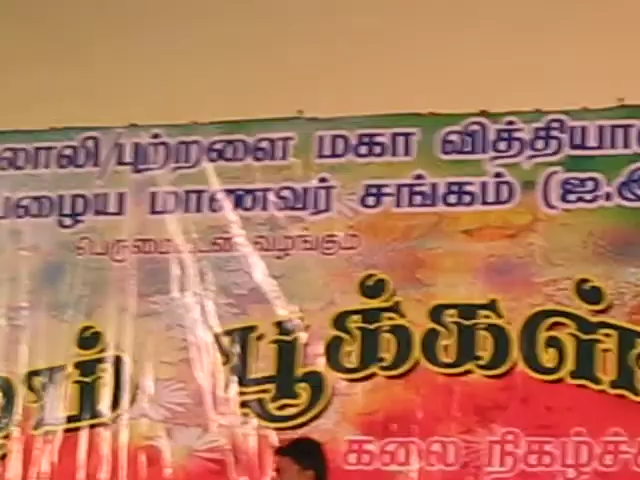 லாலி/புற்றளை மகா வித்தியா
பழைய மாணவர் சங்கம் (ஐ.இ
பெருமையுடன் வழங்கும்
பூக்கள்
கலை நிகழ்ச்